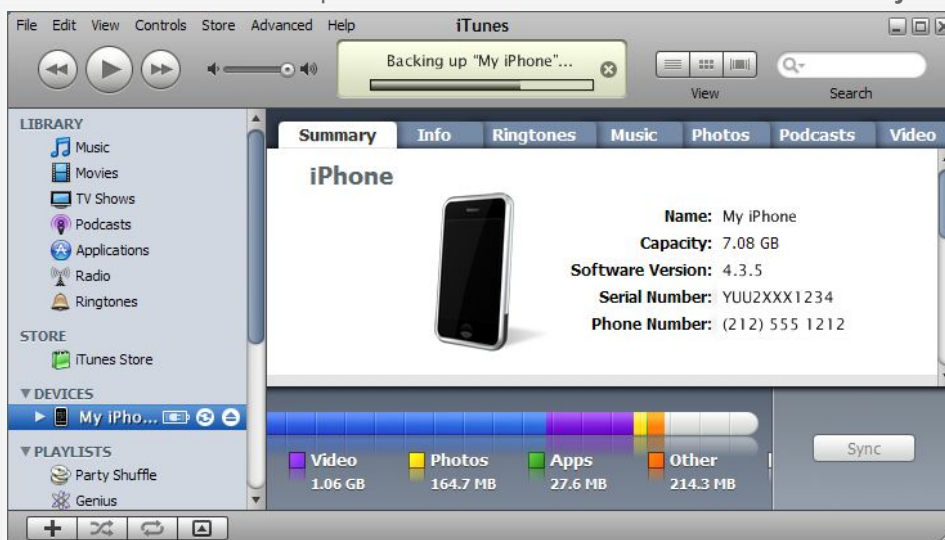 File Edit View Controls Store Advanced Help
iTunes
Backing up "My iPhone"...
View
Search
LIBRARY
Music
Movies
TV Shows
Podcasts
Applications
Radio
Ringtones
STORE
iTunes Store
DEVICES
My iPho...
PLAYLISTS
Party Shuffle
Genius
Summary Info Ringtones Music Photos Podcasts Video
iPhone
Name: My iPhone
Capacity: 7.08 GB
Software Version: 4.3.5
Serial Number: YUU2XXX1234
Phone Number: (212) 555 1212
Video Photos Apps Other
1.06 GB 164.7 MB 27.6 MB 214.3 MB
Sync